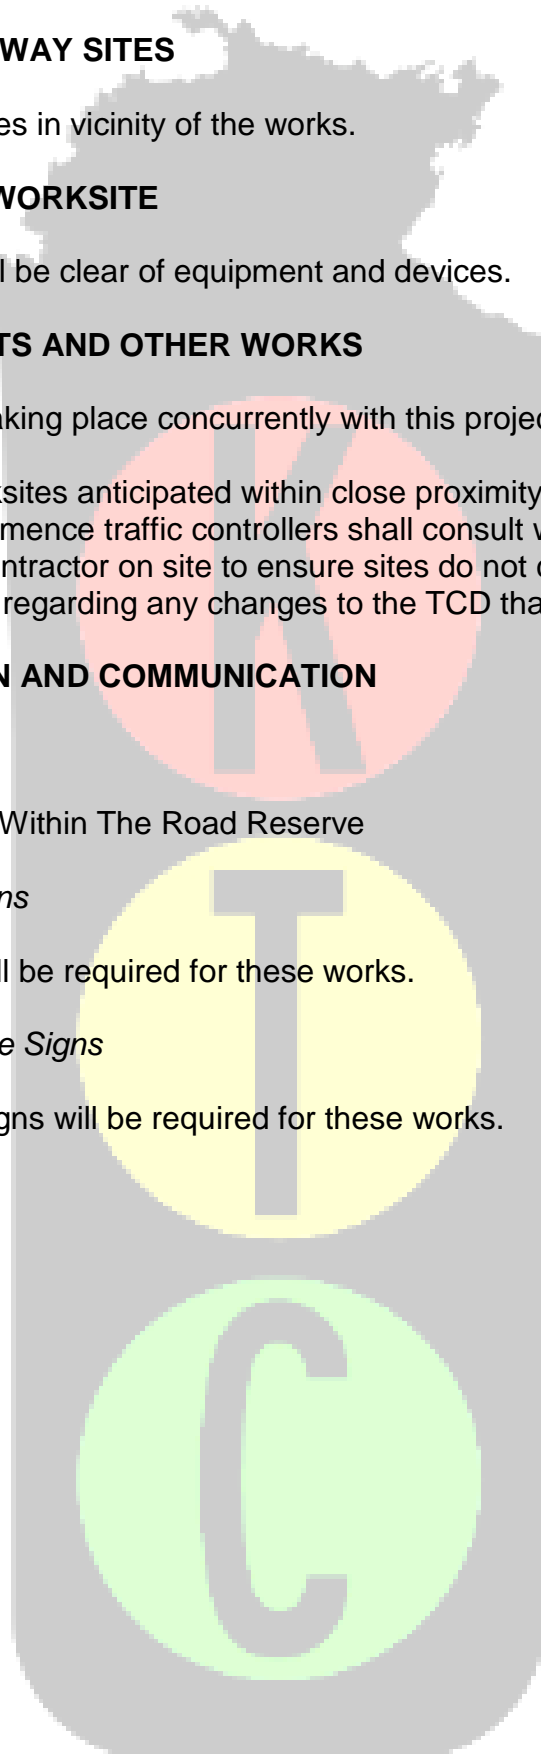 WAY SITES
es in vicinity of the works.
WORKSITE
l be clear of equipment and devices.
TS AND OTHER WORKS
aking place concurrently with this projec
sites anticipated within close proximity
mence traffic controllers shall consult w
ntractor on site to ensure sites do not
regarding any changes to the TCD tha
N AND COMMUNICATION
Within The Road Reserve
ns
ll be required for these works.
e Signs
gns will be required for these works.
K
T
C